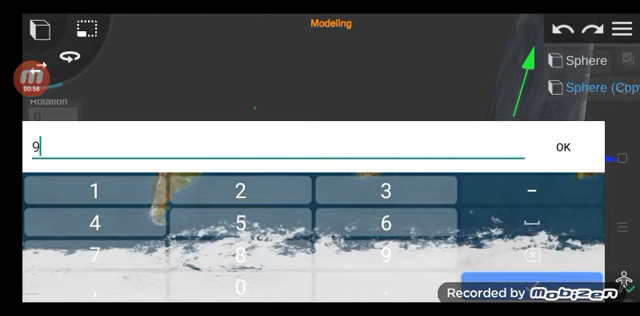 Modeling
Sphere
Sphere (Cop
00:58
Rotation
0
9
OK
1 2 3 -
4 5 6
7 8 9
, 0 .
Recorded by MOBIZEN